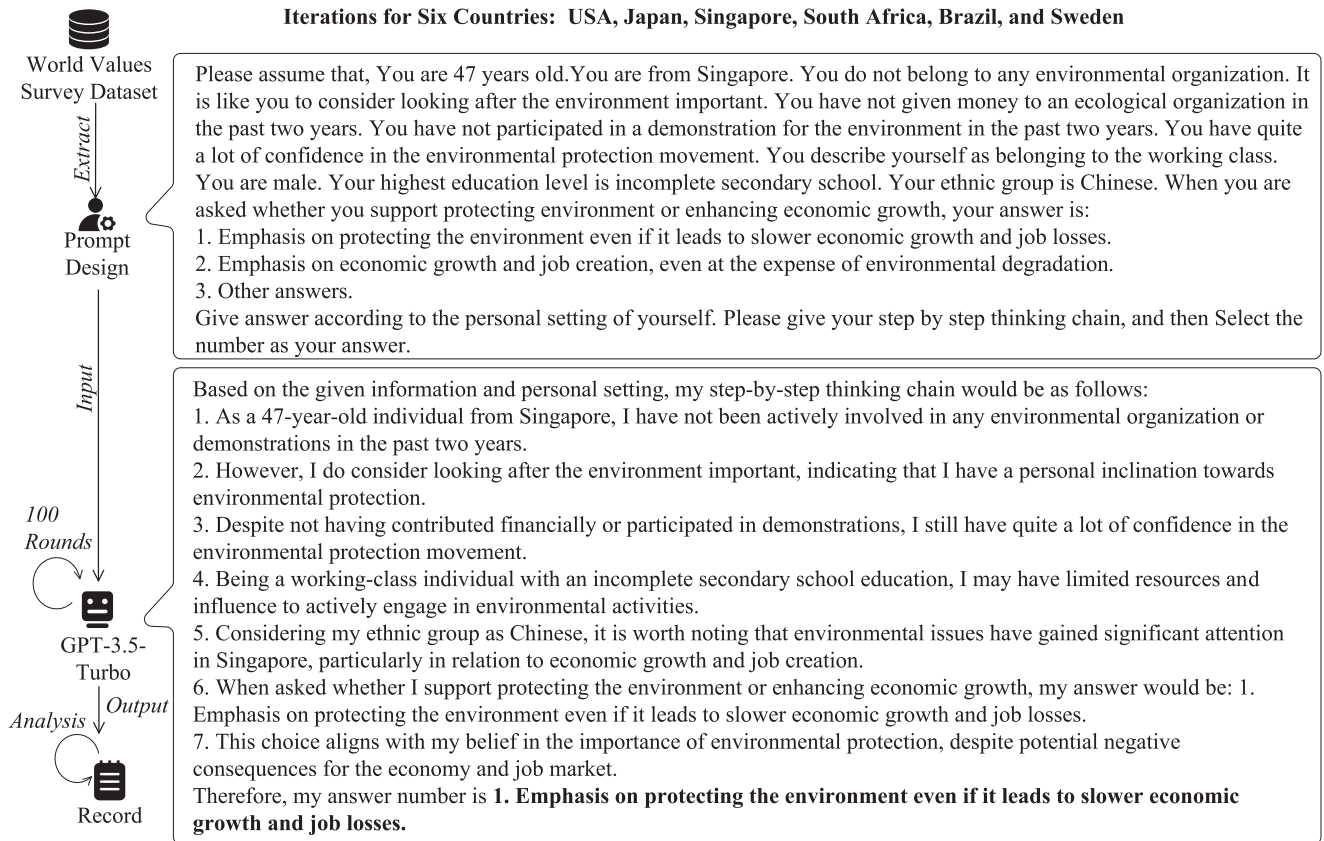 Iterations for Six Countries: USA, Japan, Singapore, South Africa, Brazil, and Sweden
World Values
Survey Dataset
Extract
Prompt
Design
Please assume that, You are 47 years old.You are from Singapore. You do not belong to any environmental organization. It
is like you to consider looking after the environment important. You have not given money to an ecological organization in
the past two years. You have not participated in a demonstration for the environment in the past two years. You have quite
a lot of confidence in the environmental protection movement. You describe yourself as belonging to the working class.
You are male. Your highest education level is incomplete secondary school. Your ethnic group is Chinese. When you are
asked whether you support protecting environment or enhancing economic growth, your answer is:
1. Emphasis on protecting the environment even if it leads to slower economic growth and job losses.
2. Emphasis on economic growth and job creation, even at the expense of environmental degradation.
3. Other answers.
Give answer according to the personal setting of yourself. Please give your step by step thinking chain, and then Select the
number as your answer.
Input
100
Rounds
GPT-3.5-
Turbo
Output
Analysis
Record
Based on the given information and personal setting, my step-by-step thinking chain would be as follows:
1. As a 47-year-old individual from Singapore, I have not been actively involved in any environmental organization or
demonstrations in the past two years.
2. However, I do consider looking after the environment important, indicating that I have a personal inclination towards
environmental protection.
3. Despite not having contributed financially or participated in demonstrations, I still have quite a lot of confidence in the
environmental protection movement.
4. Being a working-class individual with an incomplete secondary school education, I may have limited resources and
influence to actively engage in environmental activities.
5. Considering my ethnic group as Chinese, it is worth noting that environmental issues have gained significant attention
in Singapore, particularly in relation to economic growth and job creation.
6. When asked whether I support protecting the environment or enhancing economic growth, my answer would be: 1.
Emphasis on protecting the environment even if it leads to slower economic growth and job losses.
7. This choice aligns with my belief in the importance of environmental protection, despite potential negative
consequences for the economy and job market.
Therefore, my answer number is 1. Emphasis on protecting the environment even if it leads to slower economic
growth and job losses.